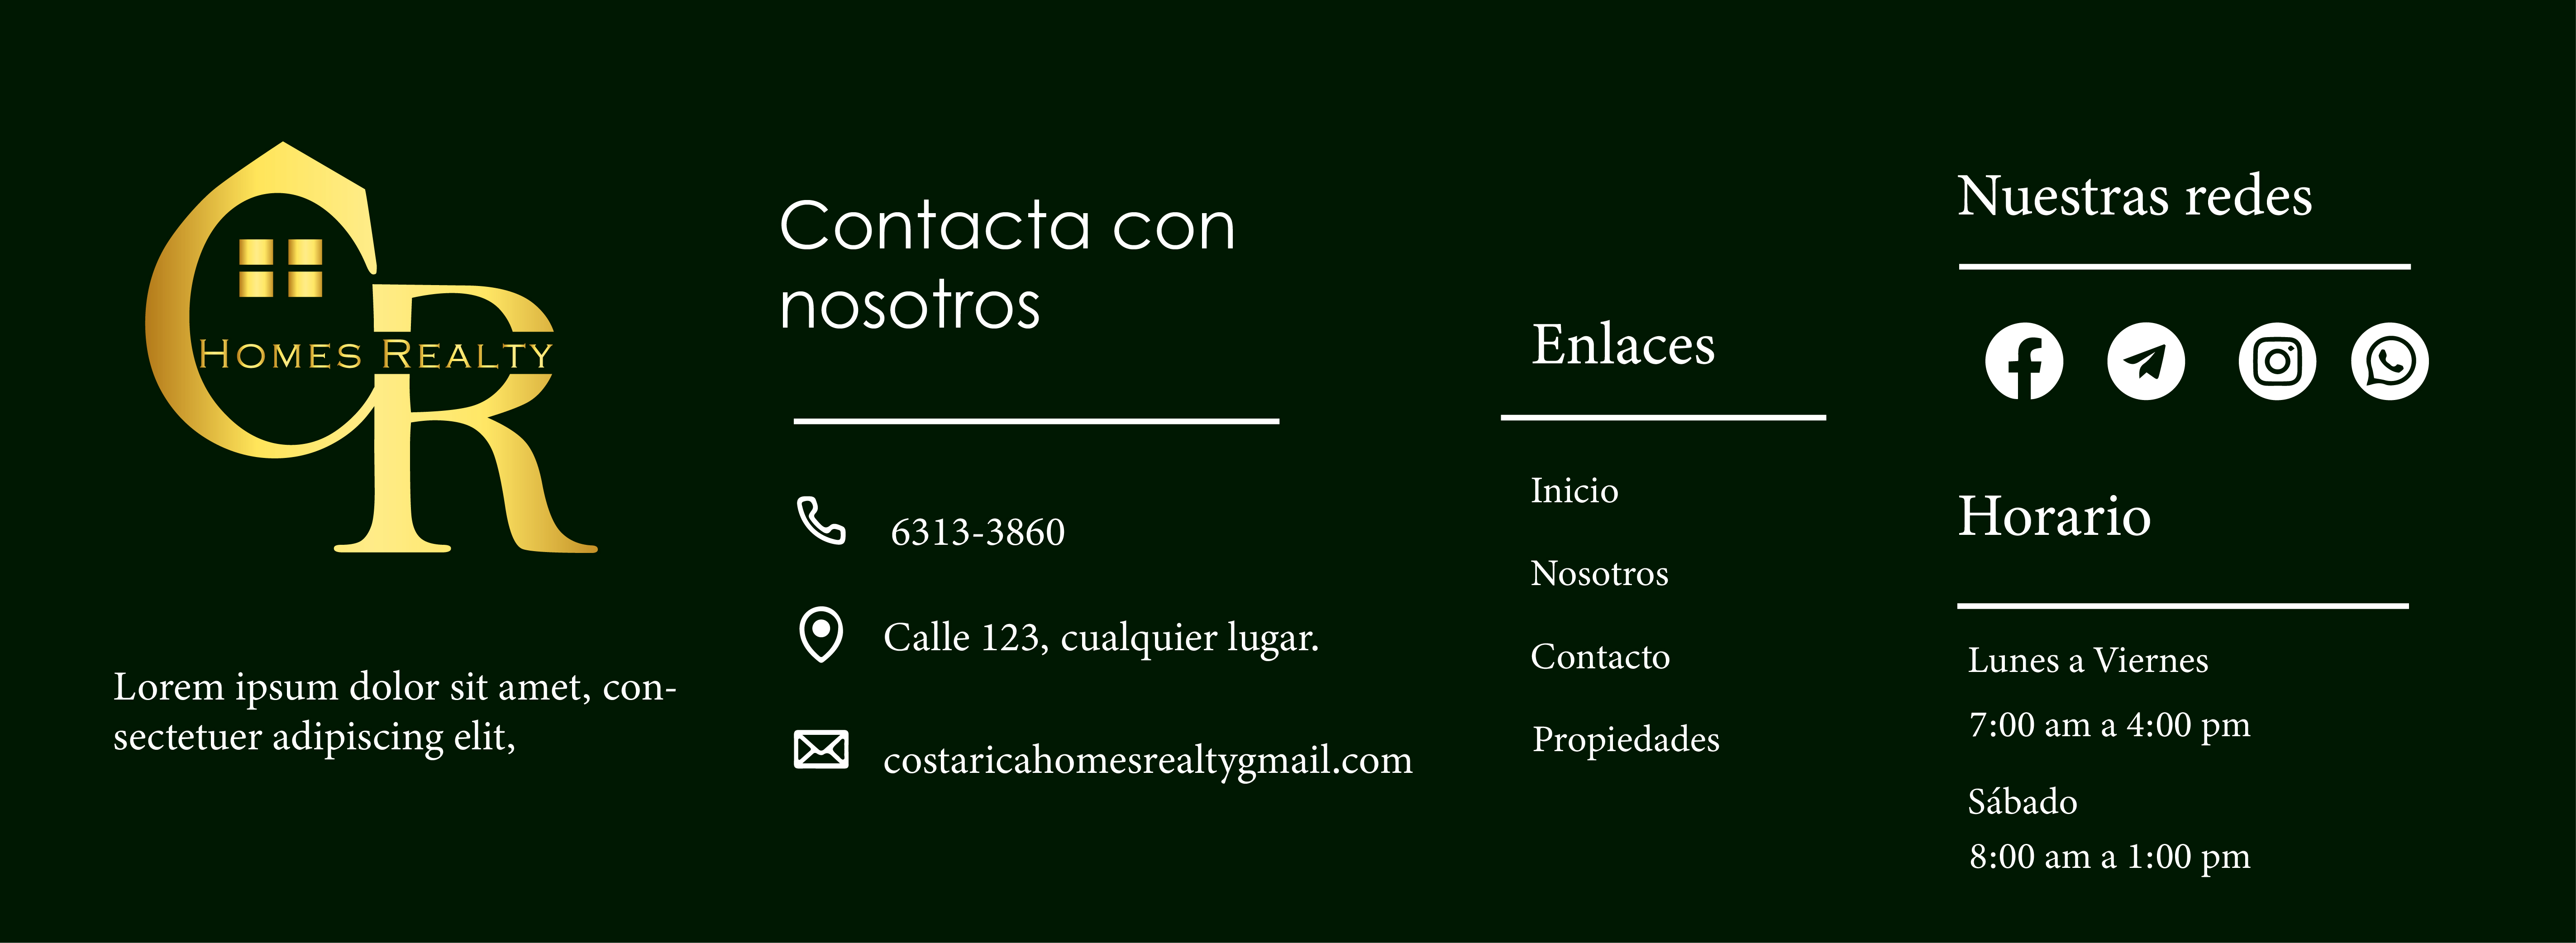 CR
HOMES REALTY
Lorem ipsum dolor sit amet, con-
sectetuer adipiscing elit,
Contacta con
nosotros
6313-3860
Calle 123, cualquier lugar.
costaricahomesrealtygmail.com
Enlaces
Inicio
Nosotros
Contacto
Propiedades
Nuestras redes
Horario
Lunes a Viernes
7:00 am a 4:00 pm
Sábado
8:00 am a 1:00 pm